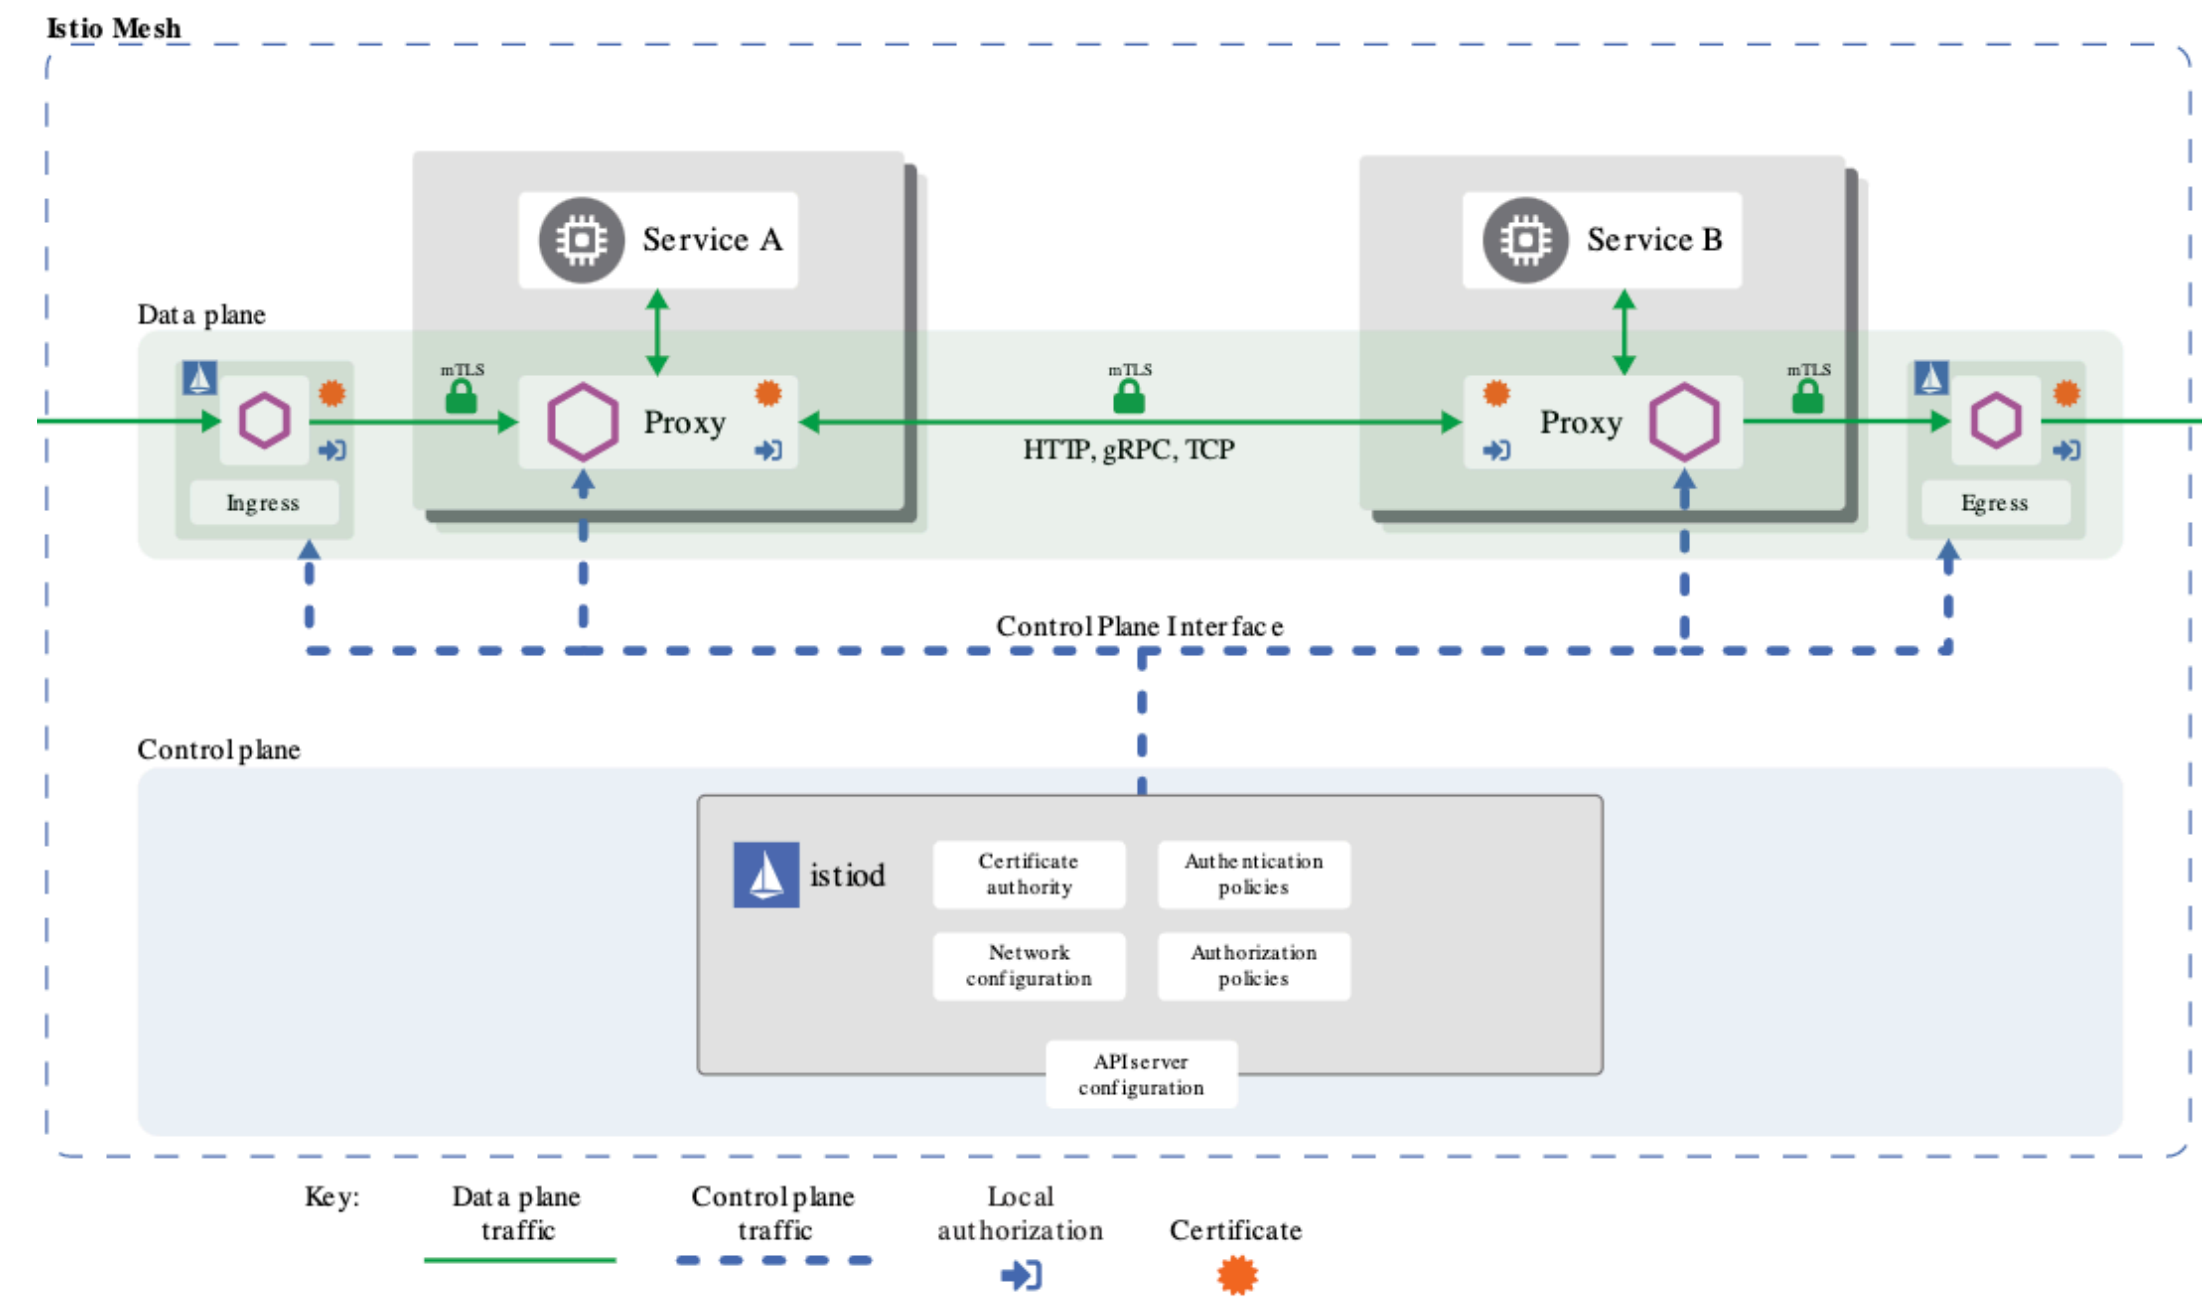 Istio Mesh
Service A
Service B
Data plane
mTLS
mTLS
mTLS
Proxy
Proxy
HTTP, gRPC, TCP
Ingress
Egress
Control Plane Interface
Control plane
istiod
Certificate
authority
Authentication
policies
Network
configuration
Authorization
policies
API server
configuration
Key:
Data plane
traffic
Control plane
traffic
Local
authorization
Certificate